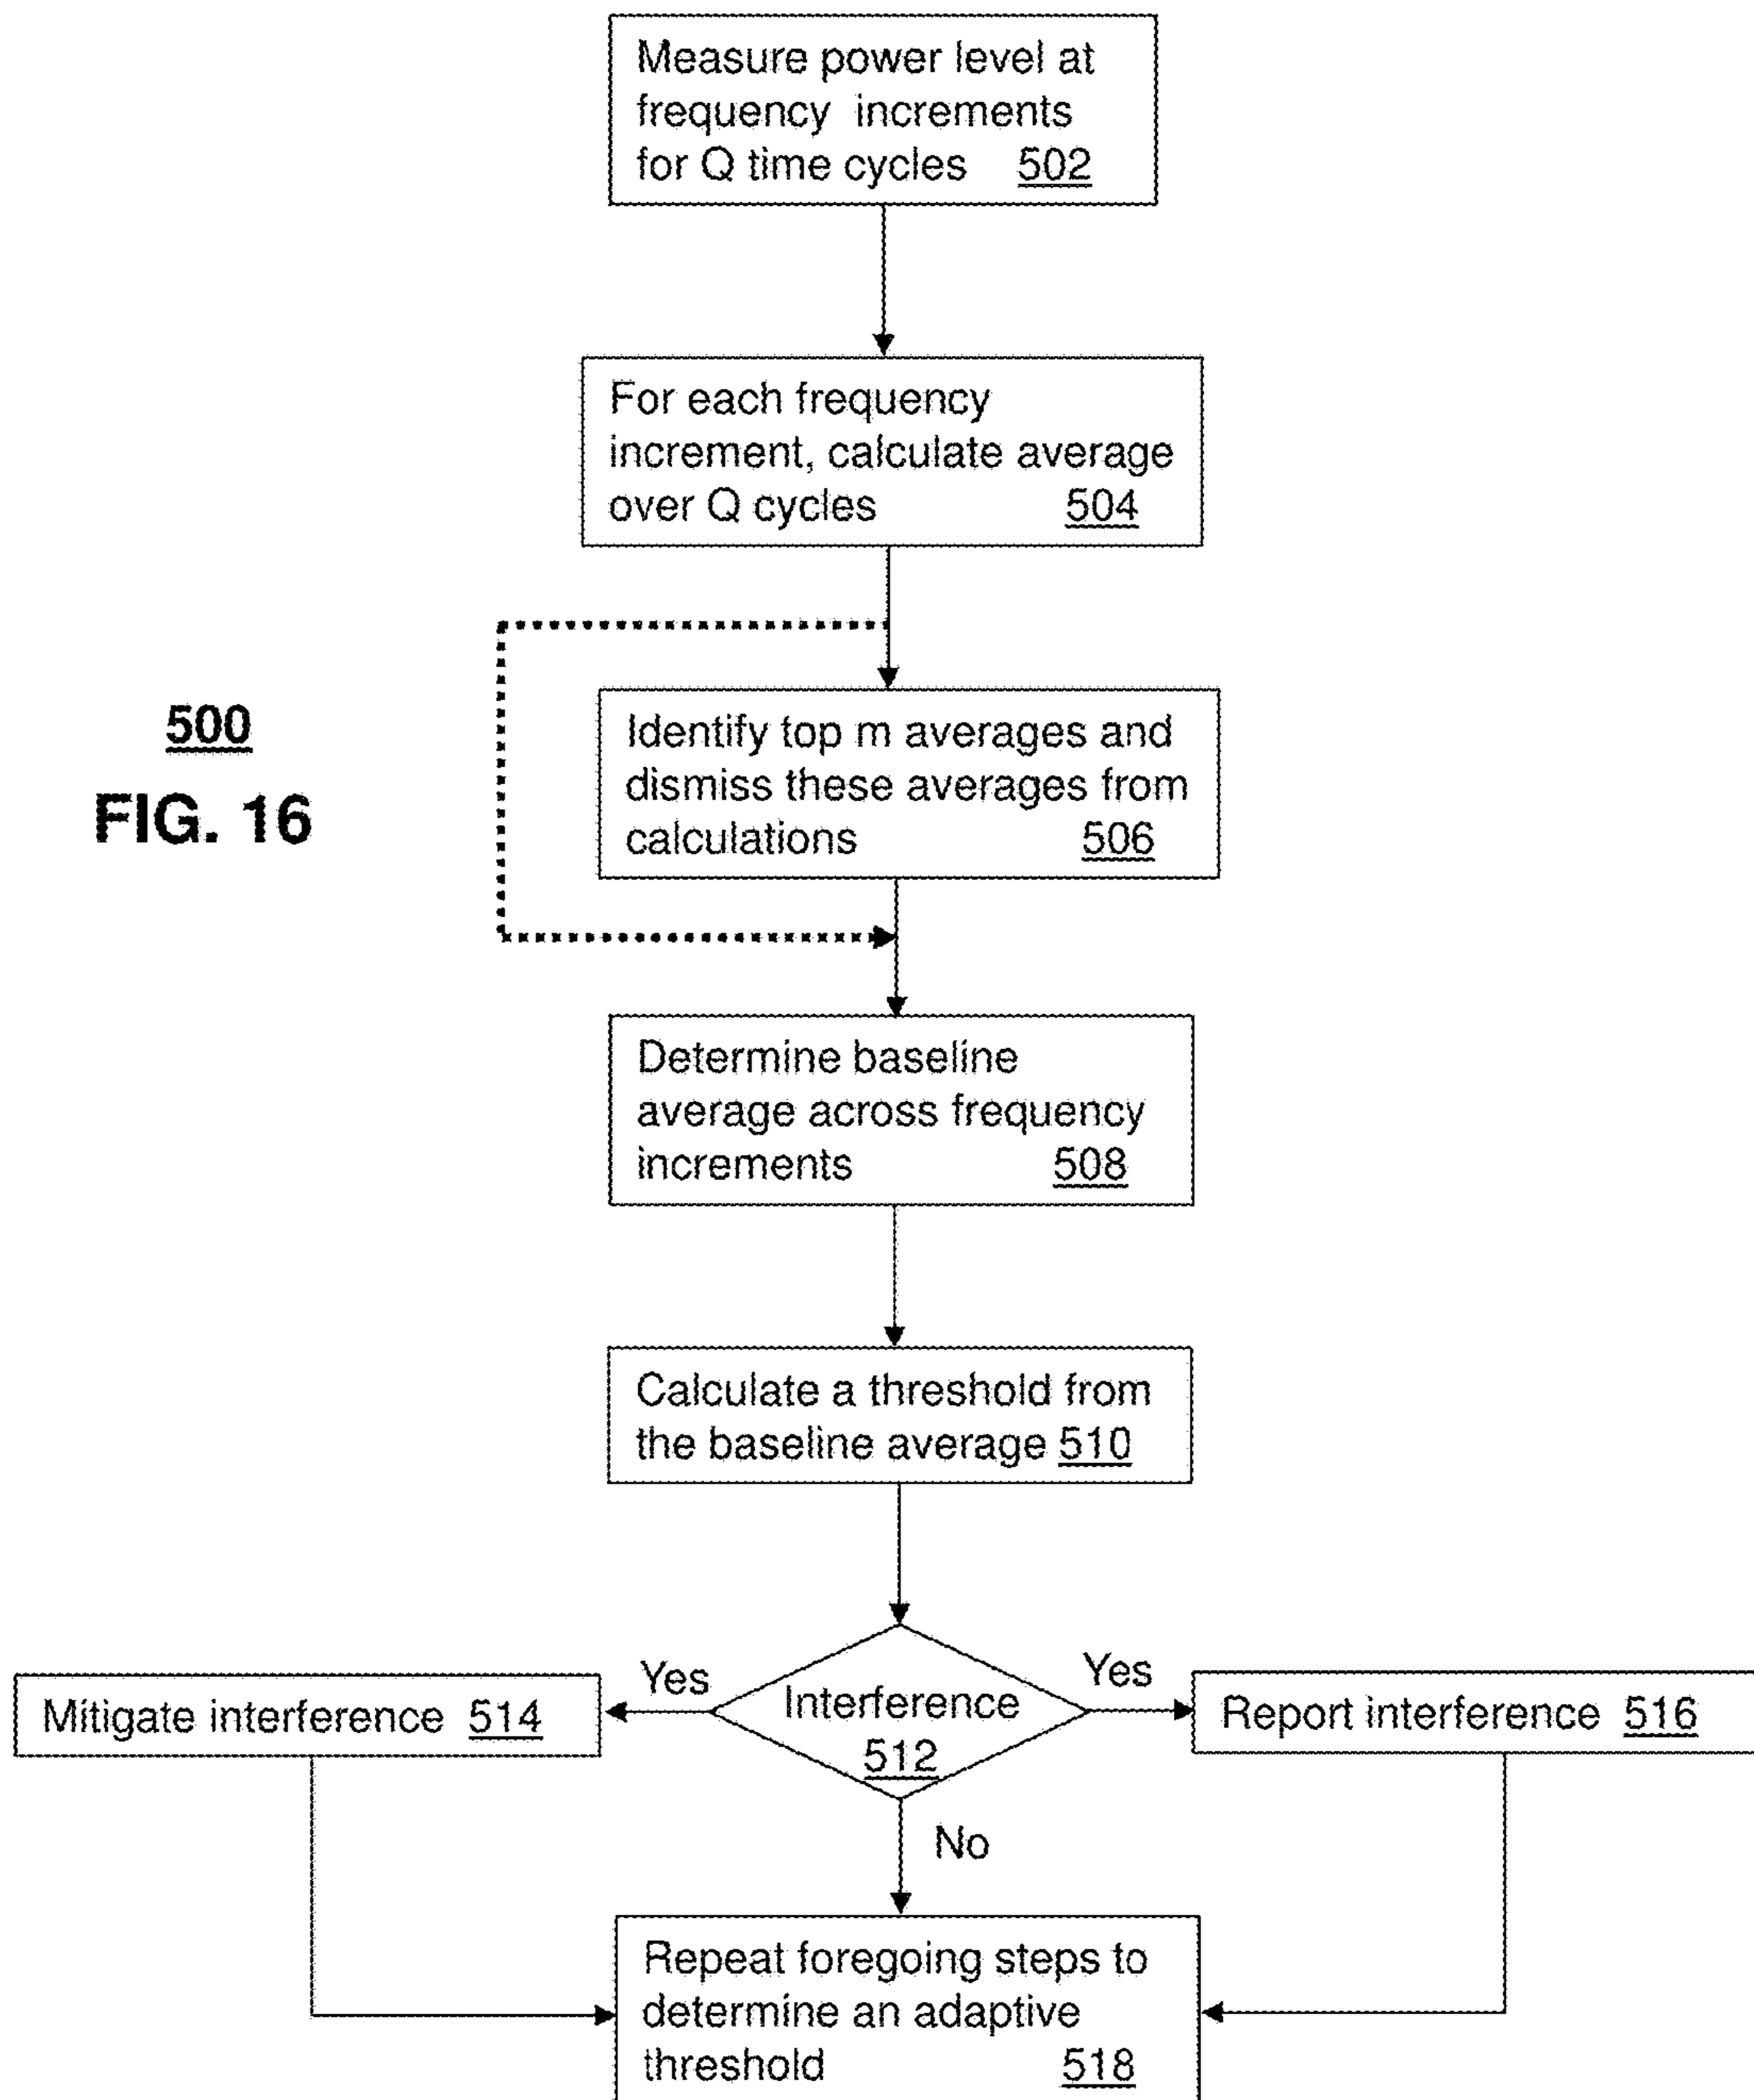 Measure power level at
frequency increments
for Q time cycles 502
For each frequency
increment, calculate average
over Q cycles 504
500
FIG. 16
Identify top m averages and
dismiss these averages from
calculations 506
Determine baseline
average across frequency
increments 508
Calculate a threshold from
the baseline average 510
Yes
Yes
Mitigate interference 514
Interference
512
Report interference 516
No
Repeat foregoing steps to
determine an adaptive
threshold 518